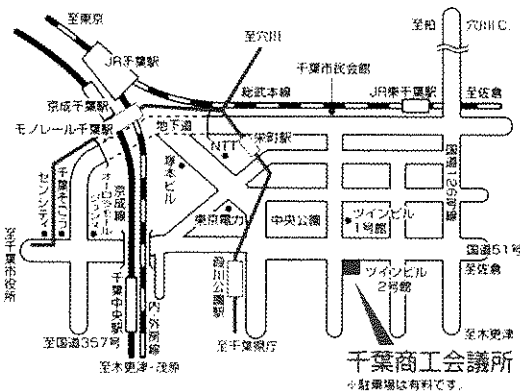 至東京
JR千葉駅
京成千葉駅
モノレール千葉駅
地下道
至穴川
総武本線
千葉市民会館
JR東千葉駅
至船
穴川I.C.
至佐倉
栄町駅
NTT
塚本ビル
東京電力
中央公園
ツインビル
1号館
国道126号線
国道51号
至佐倉
ツインビル
2号館
センシティ
千葉そごう
京成線
至千葉市役所
千葉中央駅
内・外房線
葭川公園駅
至国道357号
至木更津・茂原
至千葉県庁
至木更津
千葉商工会議所
※駐車場は有料です。